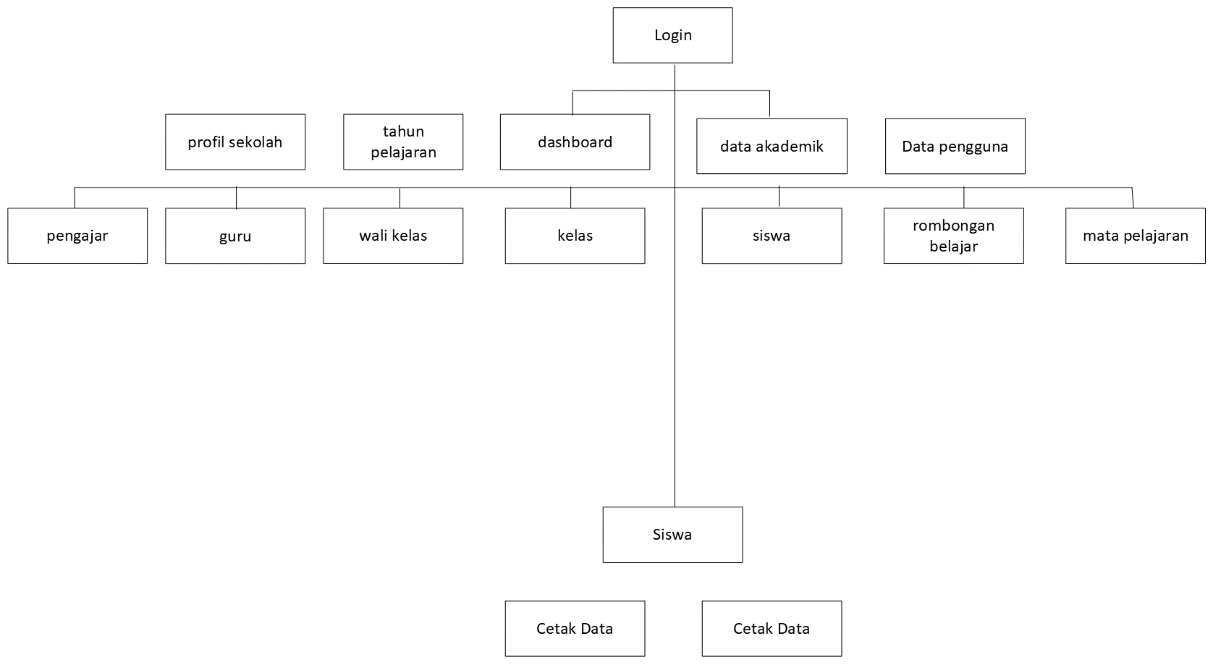 Login
profil sekolah
tahun
pelajaran
dashboard
data akademik
Data pengguna
pengajar
guru
wali kelas
kelas
siswa
rombongan
belajar
mata pelajaran
Siswa
Cetak Data
Cetak Data